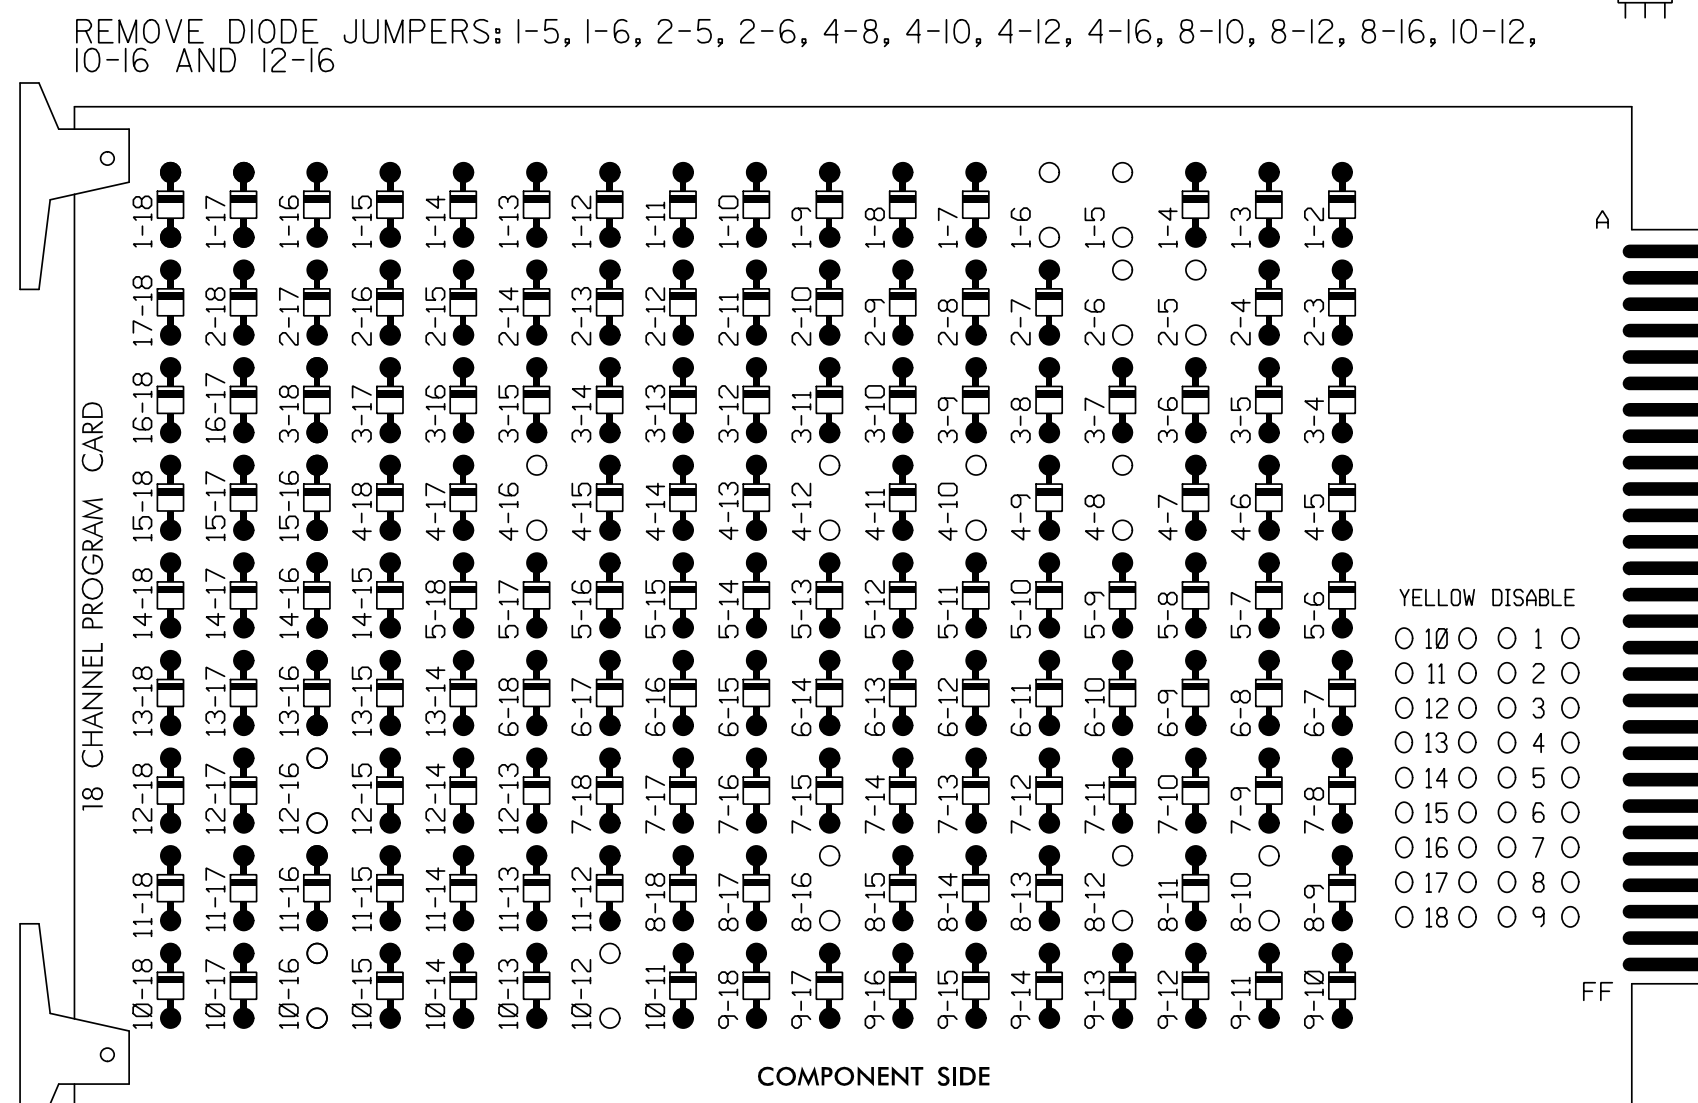 REMOVE DIODE JUMPERS: 1-5, 1-6, 2-5, 2-6, 4-8, 4-10, 4-12, 4-16, 8-10, 8-12, 8-16, 10-12,
10-16 AND 12-16
1-18 1-17 1-16 1-15 1-14 1-13 1-12 1-11 1-10 1-9 1-8 1-7 1-6 1-5 1-4 1-3 1-2
A
17-18 2-18 2-17 2-16 2-15 2-14 2-13 2-12 2-11 2-10 2-9 2-8 2-7 2-6 2-5 2-4 2-3
16-18 16-17 3-18 3-17 3-16 3-15 3-14 3-13 3-12 3-11 3-10 3-9 3-8 3-7 3-6 3-5 3-4
15-18 15-17 15-16 4-18 4-17 4-16 4-15 4-14 4-13 4-12 4-11 4-10 4-9 4-8 4-7 4-6 4-5
14-18 14-17 14-16 14-15 5-18 5-17 5-16 5-15 5-14 5-13 5-12 5-11 5-10 5-9 5-8 5-7 5-6
13-18 13-17 13-16 13-15 13-14 6-18 6-17 6-16 6-15 6-14 6-13 6-12 6-11 6-10 6-9 6-8 6-7
12-18 12-17 12-16 12-15 12-14 12-13 7-18 7-17 7-16 7-15 7-14 7-13 7-12 7-11 7-10 7-9 7-8
11-18 11-17 11-16 11-15 11-14 11-13 11-12 8-18 8-17 8-16 8-15 8-14 8-13 8-12 8-11 8-10 8-9
10-18 10-17 10-16 10-15 10-14 10-13 10-12 10-11 9-18 9-17 9-16 9-15 9-14 9-13 9-12 9-11 9-10
18 CHANNEL PROGRAM CARD
YELLOW DISABLE
10 1
11 2
12 3
13 4
14 5
15 6
16 7
17 8
18 9
FF
COMPONENT SIDE